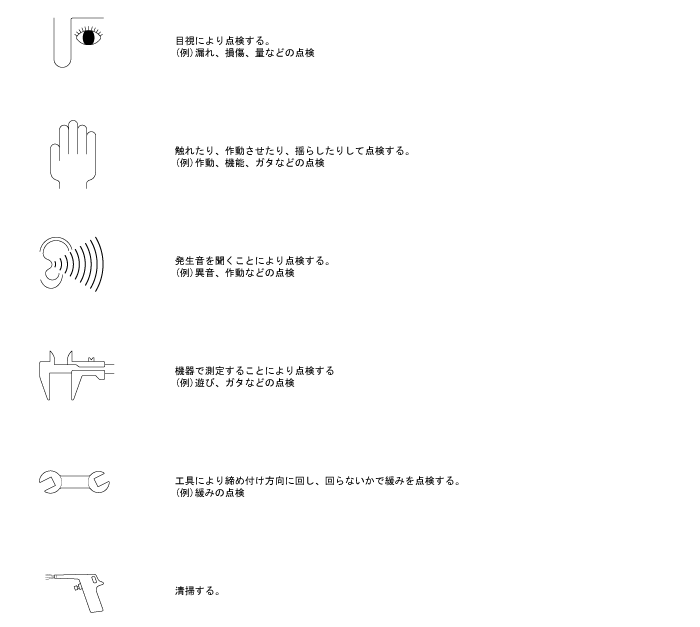 目視により点検する。
(例)漏れ、損傷、量などの点検
触れたり、作動させたり、揺らしたりして点検する。
(例)作動、機能、ガタなどの点検
発生音を聞くことにより点検する。
(例)異音、作動などの点検
機器で測定することにより点検する
(例)遊び、ガタなどの点検
工具により締め付け方向に回し、回らないかで緩みを点検する。
(例)緩みの点検
清掃する。